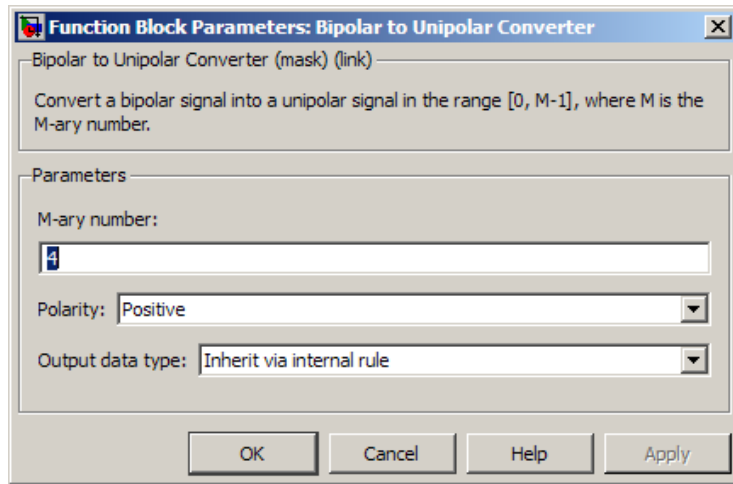 Function Block Parameters: Bipolar to Unipolar Converter
Bipolar to Unipolar Converter (mask) (link)
Convert a bipolar signal into a unipolar signal in the range [0, M-1], where M is the
M-ary number.
Parameters
M-ary number:
4
Polarity: Positive
Output data type: Inherit via internal rule
OK Cancel Help Apply